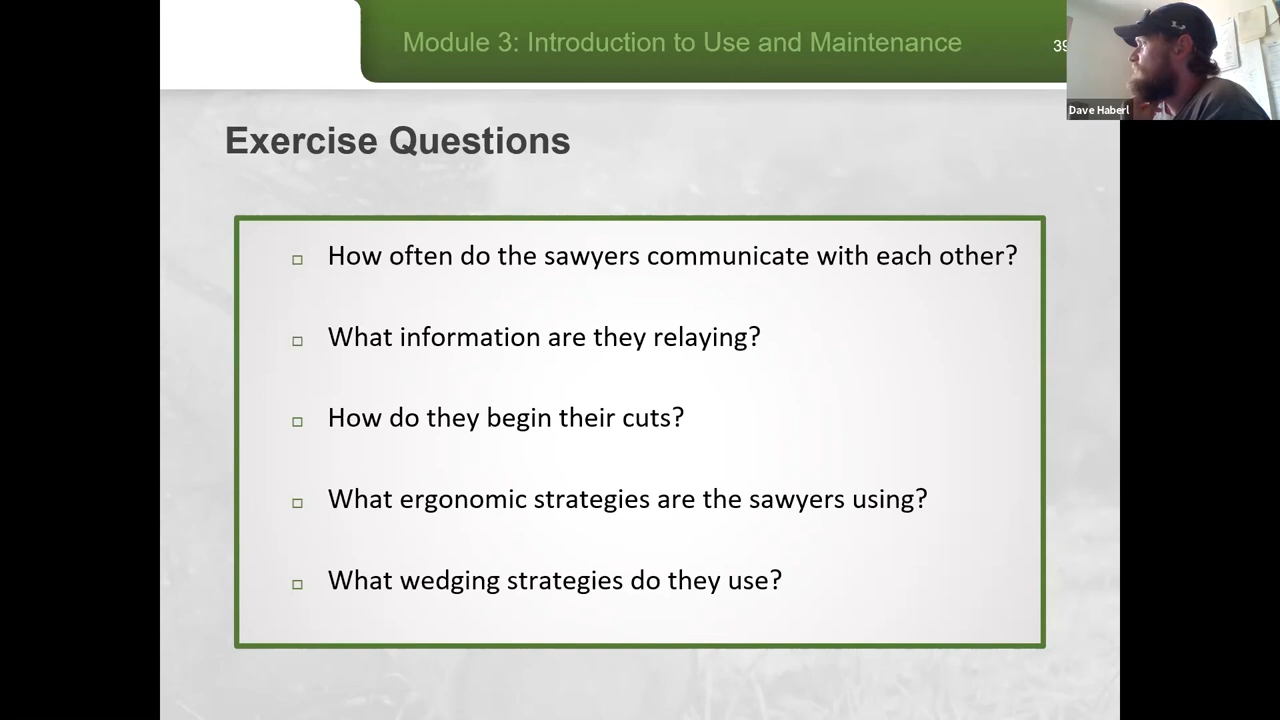 Module 3: Introduction to Use and Maintenance
39
Dave Haberl
Exercise Questions
How often do the sawyers communicate with each other?
What information are they relaying?
How do they begin their cuts?
What ergonomic strategies are the sawyers using?
What wedging strategies do they use?